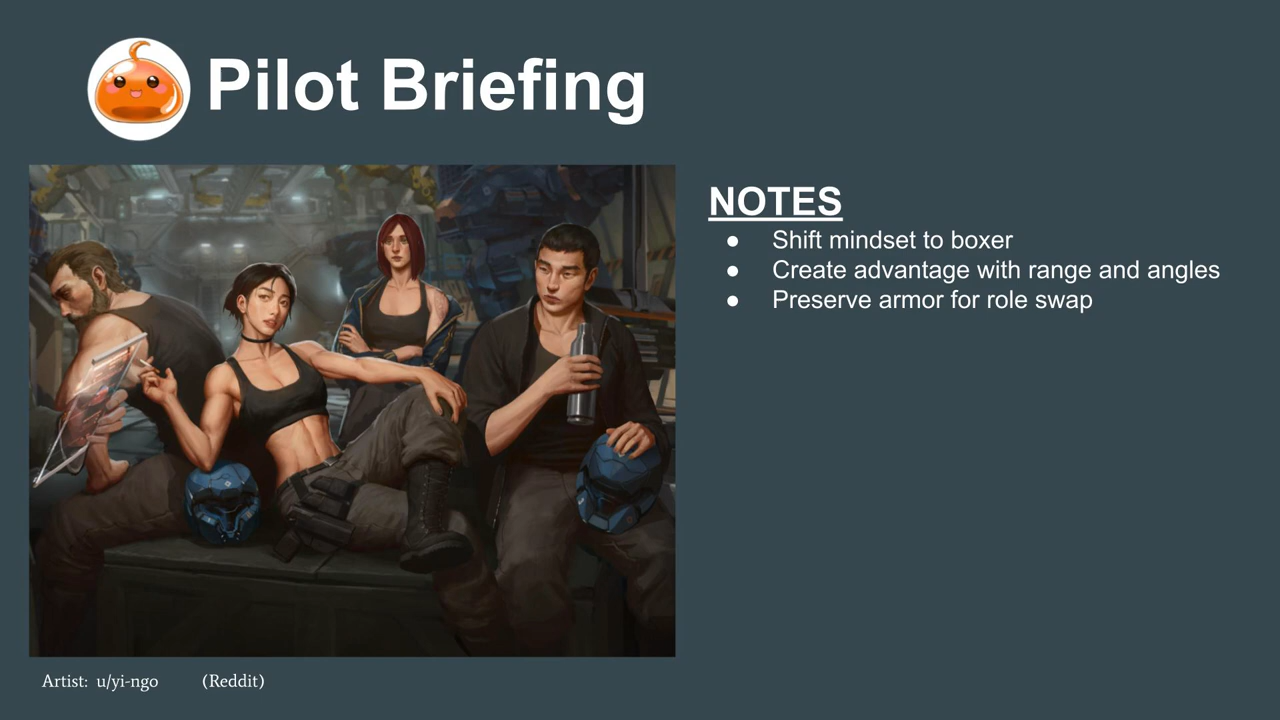 Pilot Briefing
NOTES
● Shift mindset to boxer
● Create advantage with range and angles
● Preserve armor for role swap
Artist: u/yi-ngo (Reddit)